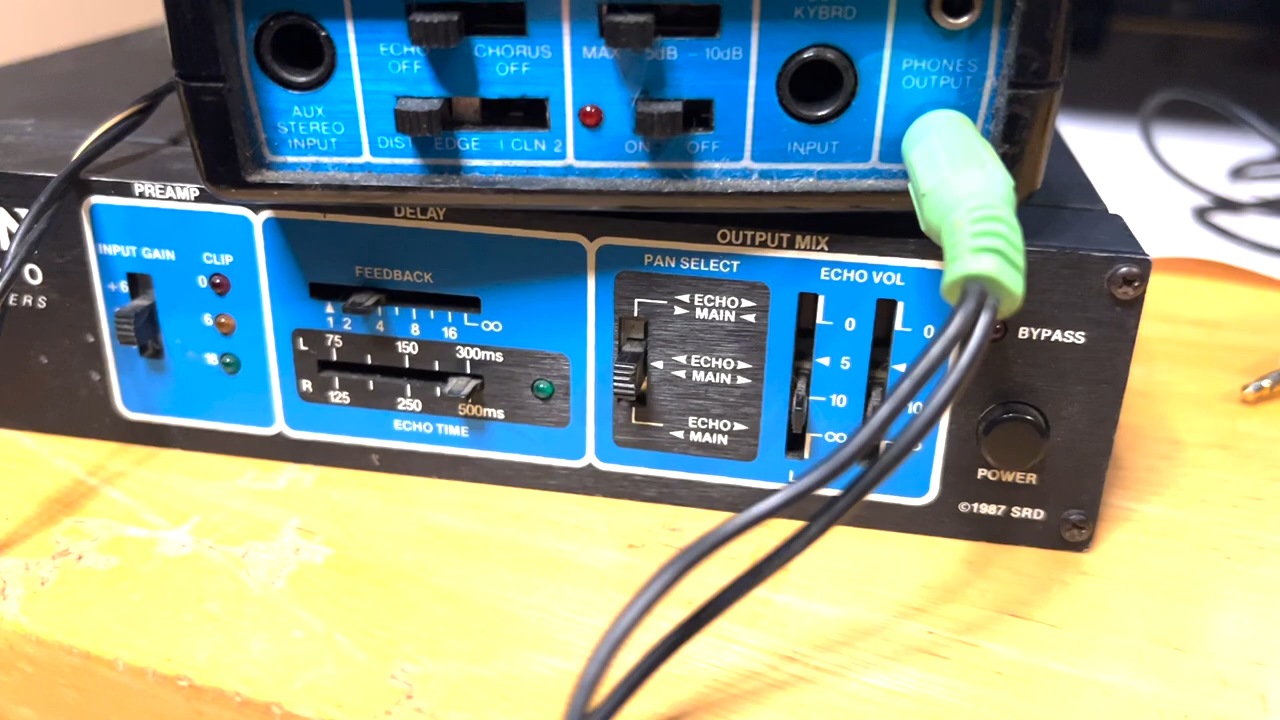 KYBRD
ECHO CHORUS
OFF OFF
MAX -10dB
PHONES
OUTPUT
AUX
STEREO
INPUT
DIST EDGE 1 CLN 2
ON OFF
INPUT
PREAMP
DELAY
OUTPUT MIX
INPUT GAIN
CLIP
+6
0
6
18
O
ERS
FEEDBACK
1 2 4 8 16 ∞
L 75 150 300ms
R 125 250 500ms
ECHO TIME
PAN SELECT
◄ECHO►
►MAIN◄
◄ECHO►
◄MAIN►
ECHO►
◄MAIN
ECHO VOL
0 0
5
10 10
∞
L
BYPASS
POWER
©1987 SRD